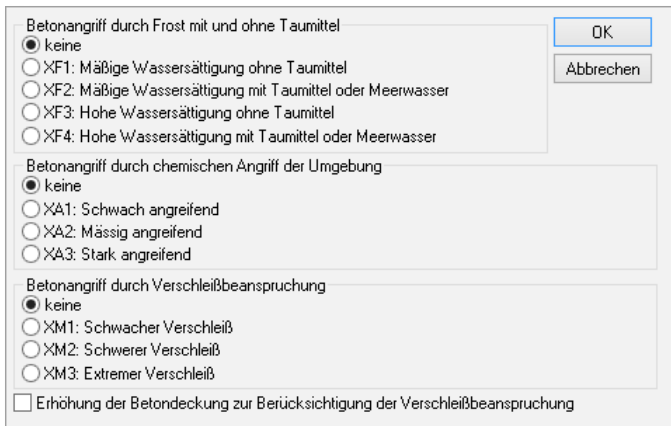 Betonangriff durch Frost mit und ohne Taumittel
keine
XF1: Mäßige Wassersättigung ohne Taumittel
XF2: Mäßige Wassersättigung mit Taumittel oder Meerwasser
XF3: Hohe Wassersättigung ohne Taumittel
XF4: Hohe Wassersättigung mit Taumittel oder Meerwasser
OK
Abbrechen
Betonangriff durch chemischen Angriff der Umgebung
keine
XA1: Schwach angreifend
XA2: Mässig angreifend
XA3: Stark angreifend
Betonangriff durch Verschleißbeanspruchung
keine
XM1: Schwacher Verschleiß
XM2: Schwerer Verschleiß
XM3: Extremer Verschleiß
Erhöhung der Betondeckung zur Berücksichtigung der Verschleißbeanspruchung